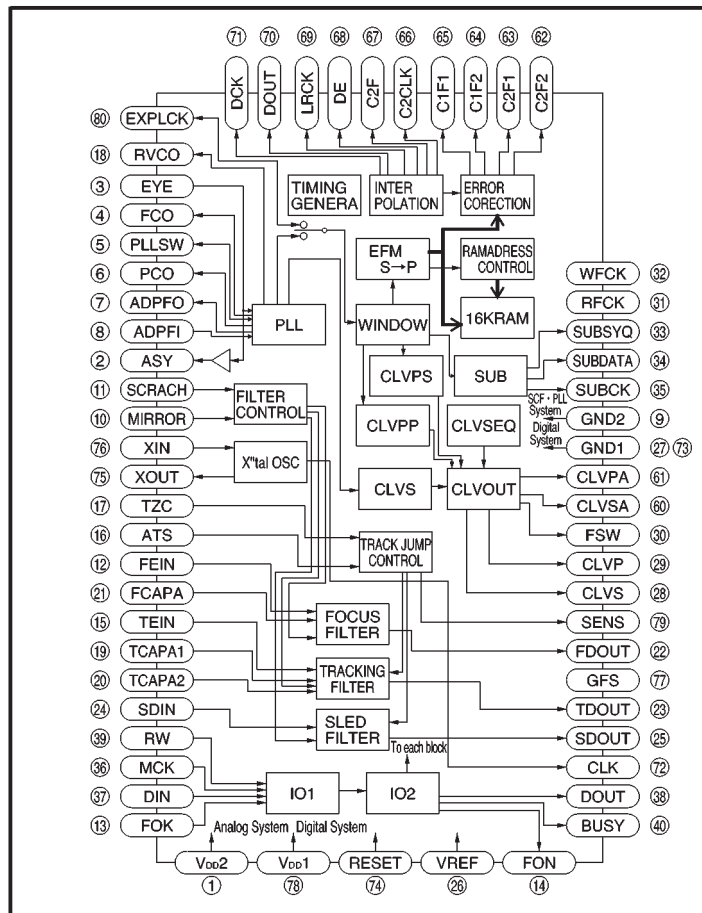 71 70 69 68 67 66 65 64 63 62
DCK
DOUT
LRCK
DE
C2F
C2CLK
C1F1
C1F2
C2F1
C2F2
80 EXPLCK
18 RVCO
3 EYE
4 FCO
5 PLLSW
6 PCO
7 ADPFO
8 ADPFI
2 ASY
11 SCRACH
10 MIRROR
76 XIN
75 XOUT
17 TZC
16 ATS
12 FEIN
21 FCAPA
15 TEIN
19 TCAPA1
20 TCAPA2
24 SDIN
39 RW
36 MCK
37 DIN
13 FOK
TIMING
GENERA
INTER
POLATION
ERROR
CORECTION
EFM
S→P
RAMADRESS
CONTROL
PLL
WINDOW
16KRAM
CLVPS
SUB
FILTER
CONTROL
CLVPP
CLVSEQ
X"tal OSC
CLVS
CLVOUT
TRACK JUMP
CONTROL
FOCUS
FILTER
TRACKING
FILTER
SLED
FILTER
To each block
IO1
IO2
WFCK 32
RFCK 31
SUBSYQ 33
SUBDATA 34
SUBCK 35
SCF・PLL
System
GND2 9
Digital
System
GND1 27 73
CLVPA 61
CLVSA 60
FSW 30
CLVP 29
CLVS 28
SENS 79
FDOUT 22
GFS 77
TDOUT 23
SDOUT 25
CLK 72
DOUT 38
BUSY 40
Analog System Digital System
VDD2 VDD1 RESET VREF FON
1 78 74 26 14